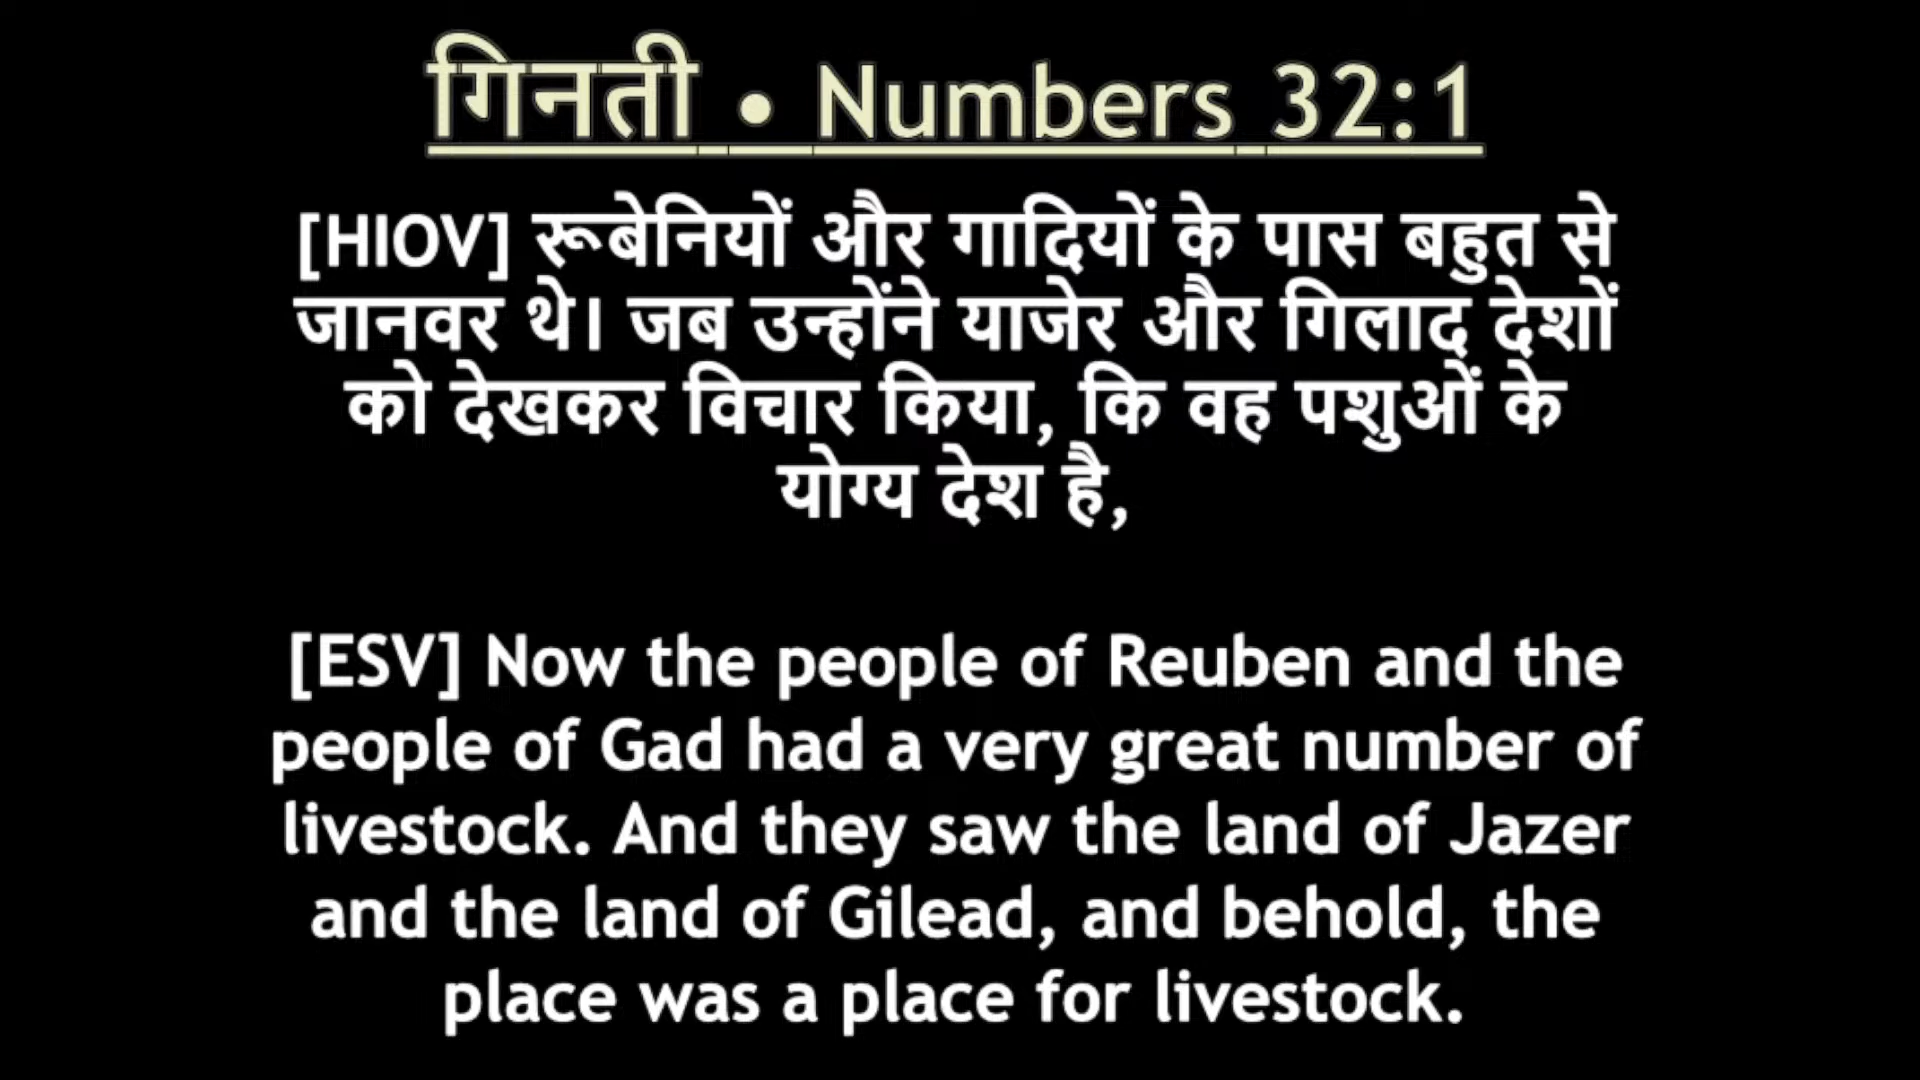 गिनती • Numbers 32:1
[HIOV] रूबेनियों और गादियों के पास बहुत से
जानवर थे। जब उन्होंने याजेर और गिलाद देशों
को देखकर विचार किया, कि वह पशुओं के
योग्य देश है,
[ESV] Now the people of Reuben and the
people of Gad had a very great number of
livestock. And they saw the land of Jazer
and the land of Gilead, and behold, the
place was a place for livestock.